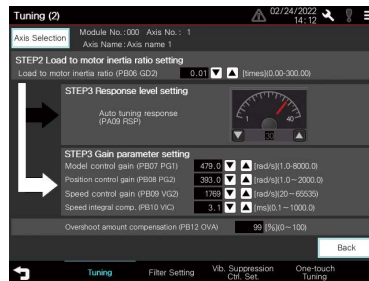 Tuning (2)
02/24/2022
14:12
Axis Selection
Module No.:000 Axis No.: 1
Axis Name:Axis name 1
STEP2 Load to motor inertia ratio setting
Load to motor inertia ratio (PB06 GD2) 0.01 [times](0.00-300.00)
STEP3 Response level setting
Auto tuning response
(PA09 RSP)
1 40
30
STEP3 Gain parameter setting
Model control gain (PB07 PG1) 479.0 [rad/s](1.0-8000.0)
Position control gain (PB08 PG2) 393.0 [rad/s](1.0~2000.0)
Speed control gain (PB09 VG2) 1769 [rad/s](20~65535)
Speed integral comp. (PB10 VIC) 3.1 [ms](0.1~1000.0)
Overshoot amount compensation (PB12 OVA) 99 [%](0~100)
Back
Tuning
Filter Setting
Vib. Suppression
Ctrl. Set.
One-touch
Tuning